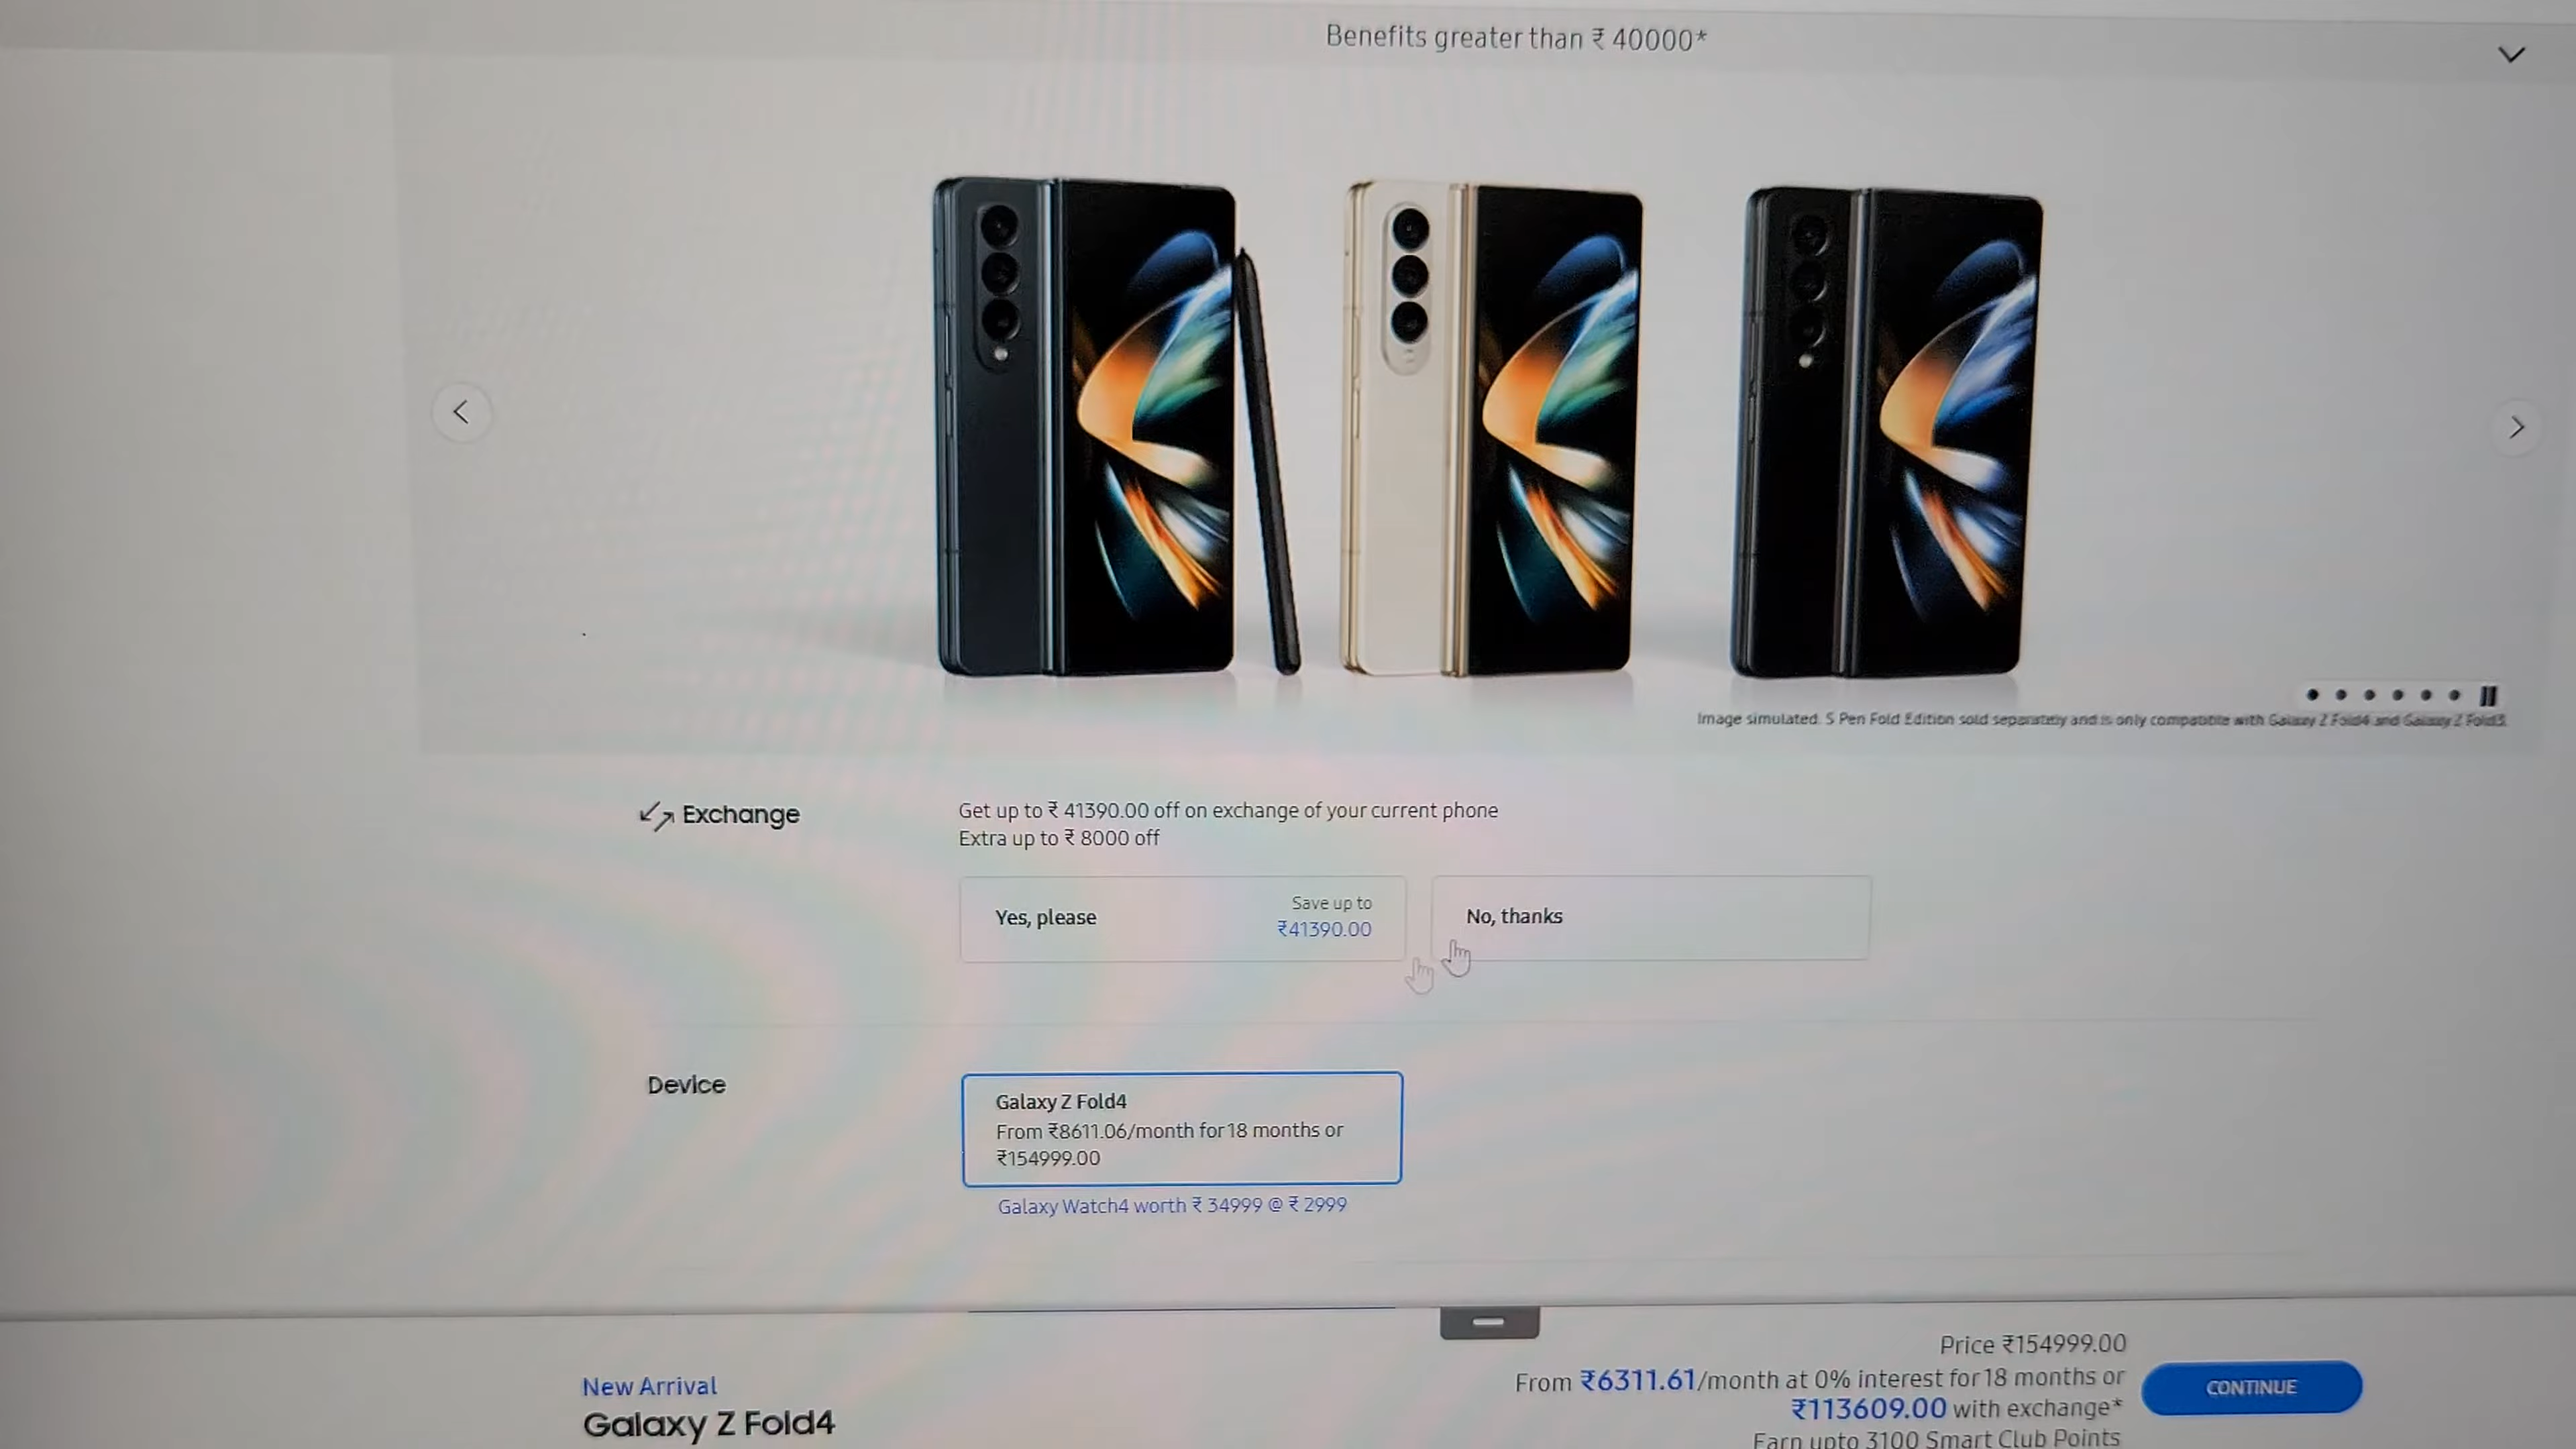 Benefits greater than ₹ 40000*
Image simulated. S Pen Fold Edition sold separately and is only compatible with Galaxy Z Fold4 and Galaxy Z Fold3.
Exchange
Get up to ₹ 41390.00 off on exchange of your current phone
Extra up to ₹ 8000 off
Yes, please
Save up to
₹41390.00
No, thanks
Device
Galaxy Z Fold4
From ₹8611.06/month for 18 months or
₹154999.00
Galaxy Watch4 worth ₹ 34999 @ ₹ 2999
New Arrival
Galaxy Z Fold4
Price ₹154999.00
From ₹6311.61/month at 0% interest for 18 months or
₹113609.00 with exchange*
Earn upto 3100 Smart Club Points
CONTINUE